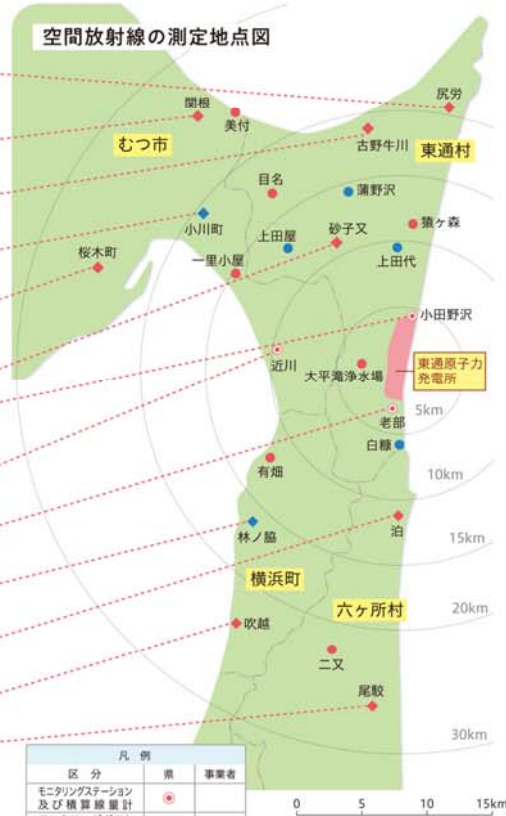 空間放射線の測定地点図
尻労
関根
美付
古野牛川
むつ市
東通村
目名
蒲野沢
小川町
砂子又
猿ヶ森
上田屋
上田代
桜木町
一里小屋
小田野沢
近川
大平滝浄水場
東通原子力
発電所
5km
老部
白糠
有畑
10km
林ノ脇
泊
15km
横浜町
六ヶ所村
20km
吹越
二又
尾駮
30km
凡 例
区 分 県 事業者
モニタリングステーション
及び積算線量計
0 5 10 15km